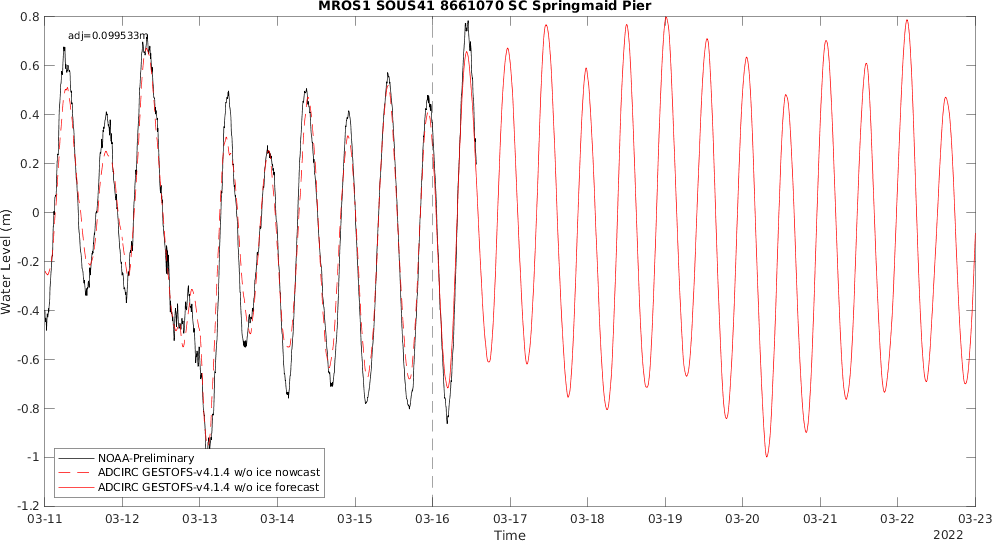 MROS1 SOUS41 8661070 SC Springmaid Pier
adj=0.099533m
0.8
0.6
0.4
0.2
0
-0.2
-0.4
-0.6
-0.8
-1
-1.2
Water Level (m)
NOAA-Preliminary
ADCIRC GESTOFS-v4.1.4 w/o ice nowcast
ADCIRC GESTOFS-v4.1.4 w/o ice forecast
03-11 03-12 03-13 03-14 03-15 03-16 03-17 03-18 03-19 03-20 03-21 03-22 03-23
Time
2022